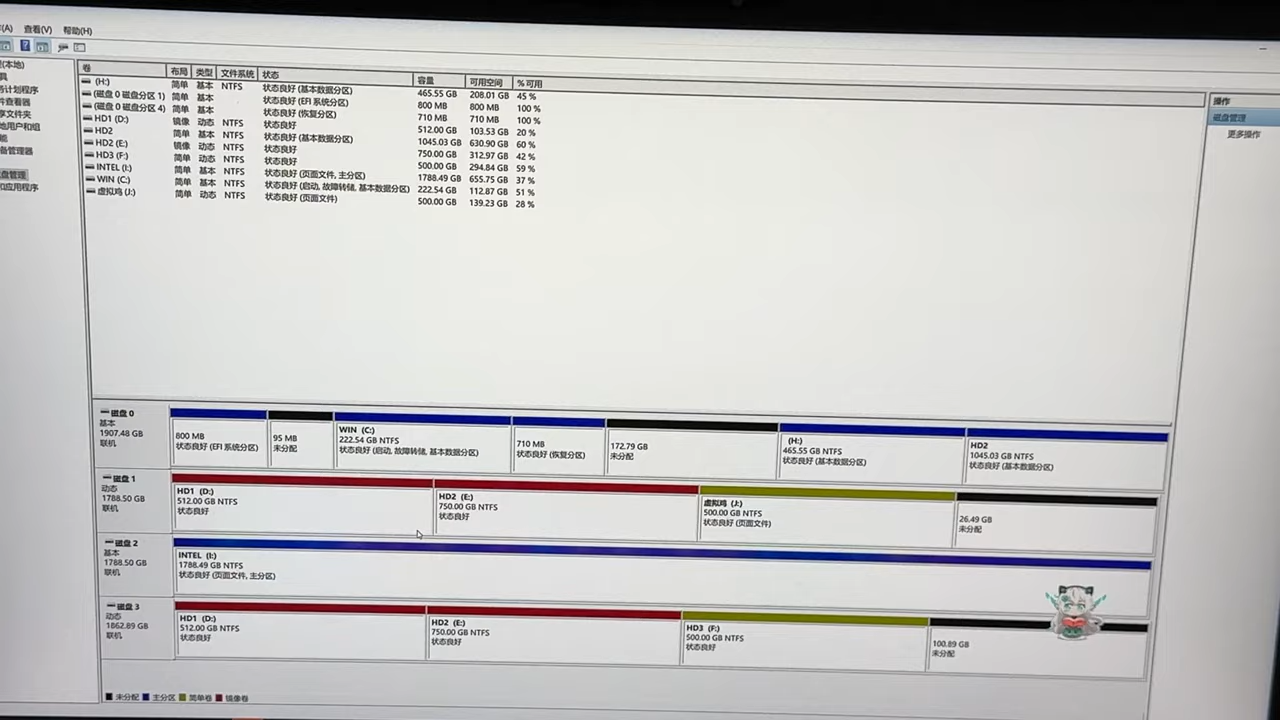 (A) 查看(V) 帮助(H)
(本地)
具
务计划程序
件查看器
享文件夹
地用户和组
能
备管理器
磁盘管理
和应用程序
卷 布局 类型 文件系统 状态 容量 可用空间 % 可用
(H:) 简单 基本 NTFS 状态良好 (基本数据分区) 465.55 GB 208.01 GB 45 %
(磁盘 0 磁盘分区 1) 简单 基本 状态良好 (EFI 系统分区) 800 MB 800 MB 100 %
(磁盘 0 磁盘分区 4) 简单 基本 状态良好 (恢复分区) 710 MB 710 MB 100 %
HD1 (D:) 镜像 动态 NTFS 状态良好 512.00 GB 103.53 GB 20 %
HD2 简单 基本 NTFS 状态良好 (基本数据分区) 1045.03 GB 630.90 GB 60 %
HD2 (E:) 镜像 动态 NTFS 状态良好 750.00 GB 312.97 GB 42 %
HD3 (F:) 简单 动态 NTFS 状态良好 500.00 GB 294.84 GB 59 %
INTEL (I:) 简单 基本 NTFS 状态良好 (页面文件, 主分区) 1788.49 GB 655.75 GB 37 %
WIN (C:) 简单 基本 NTFS 状态良好 (启动, 故障转储, 基本数据分区) 222.54 GB 112.87 GB 51 %
虚拟鸡 (J:) 简单 动态 NTFS 状态良好 (页面文件) 500.00 GB 139.23 GB 28 %
操作
磁盘管理
更多操作
磁盘 0
基本
1907.48 GB
联机
800 MB
状态良好 (EFI 系统分区)
95 MB
未分配
WIN (C:)
222.54 GB NTFS
状态良好 (启动, 故障转储, 基本数据分区)
710 MB
状态良好 (恢复分区)
172.79 GB
未分配
(H:)
465.55 GB NTFS
状态良好 (基本数据分区)
HD2
1045.03 GB NTFS
状态良好 (基本数据分区)
磁盘 1
动态
1788.50 GB
联机
HD1 (D:)
512.00 GB NTFS
状态良好
HD2 (E:)
750.00 GB NTFS
状态良好
虚拟鸡 (J:)
500.00 GB NTFS
状态良好 (页面文件)
26.49 GB
未分配
磁盘 2
基本
1788.50 GB
联机
INTEL (I:)
1788.49 GB NTFS
状态良好 (页面文件, 主分区)
磁盘 3
动态
1862.89 GB
联机
HD1 (D:)
512.00 GB NTFS
状态良好
HD2 (E:)
750.00 GB NTFS
状态良好
HD3 (F:)
500.00 GB NTFS
状态良好
100.89 GB
未分配
未分配 主分区 简单卷 镜像卷